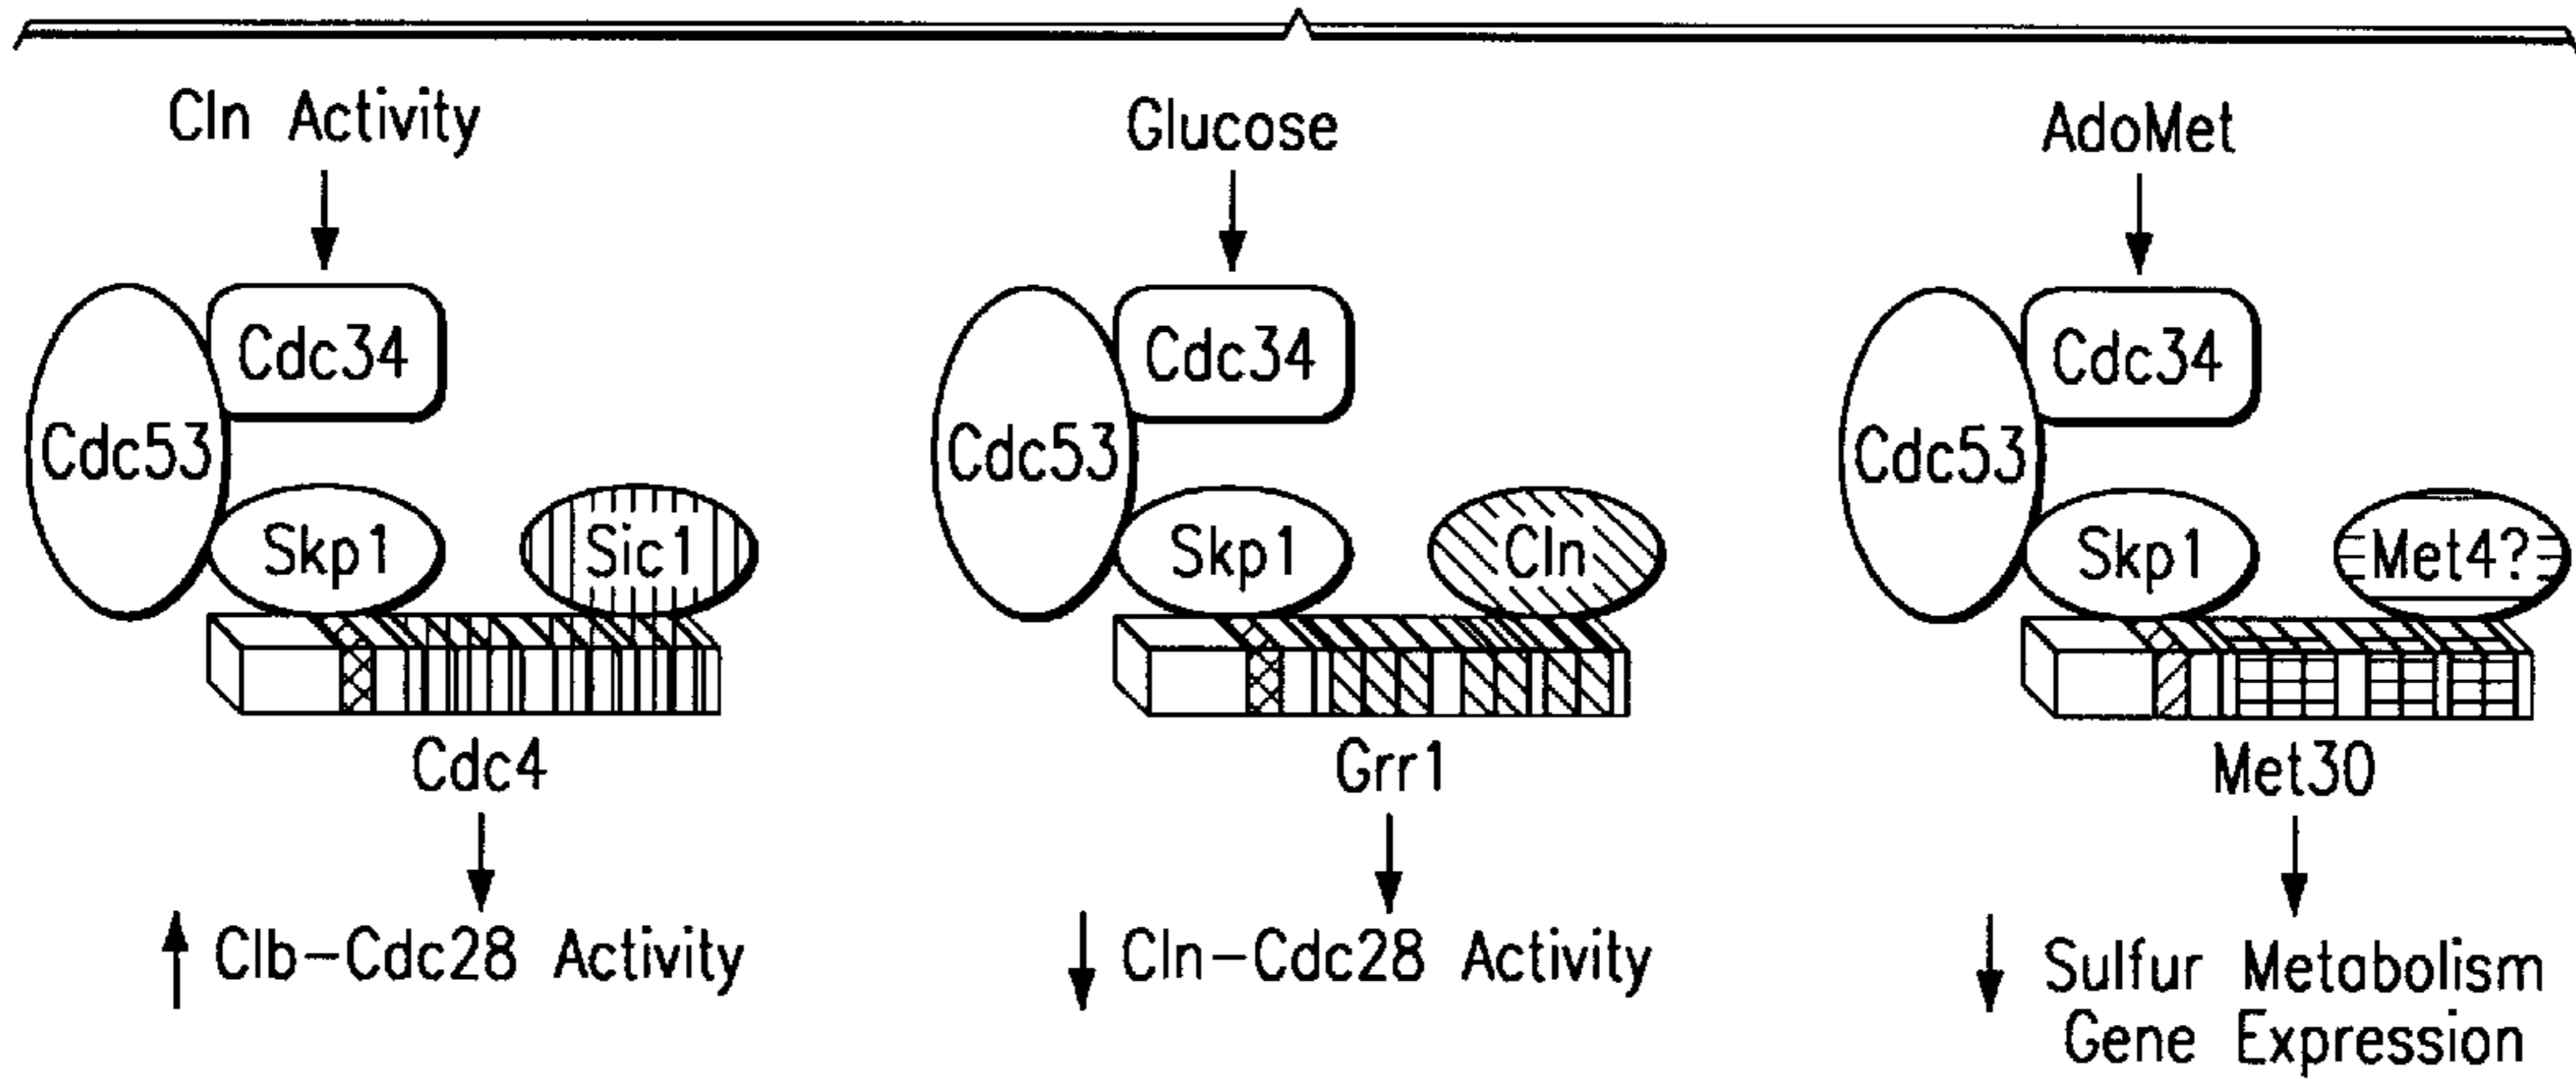 Cln Activity
Cdc34
Cdc53
Skp1
Sic1
Cdc4
Clb-Cdc28 Activity
Glucose
Cdc34
Cdc53
Skp1
Cln
Grr1
Cln-Cdc28 Activity
AdoMet
Cdc34
Cdc53
Skp1
Met4?
Met30
Sulfur Metabolism
Gene Expression